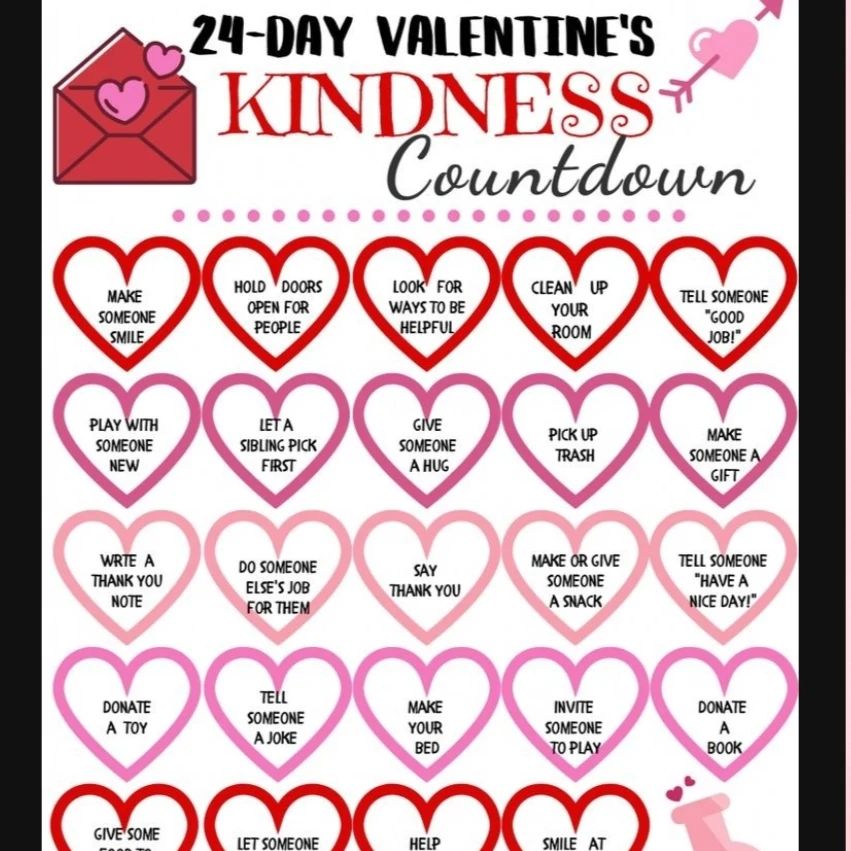 24-DAY VALENTINE'S
KINDNESS
Countdown
MAKE
SOMEONE
SMILE
HOLD DOORS
OPEN FOR
PEOPLE
LOOK FOR
WAYS TO BE
HELPFUL
CLEAN UP
YOUR
ROOM
TELL SOMEONE
"GOOD
JOB!"
PLAY WITH
SOMEONE
NEW
LET A
SIBLING PICK
FIRST
GIVE
SOMEONE
A HUG
PICK UP
TRASH
MAKE
SOMEONE A
GIFT
WRTE A
THANK YOU
NOTE
DO SOMEONE
ELSE'S JOB
FOR THEM
SAY
THANK YOU
MAKE OR GIVE
SOMEONE
A SNACK
TELL SOMEONE
"HAVE A
NICE DAY!"
DONATE
A TOY
TELL
SOMEONE
A JOKE
MAKE
YOUR
BED
INVITE
SOMEONE
TO PLAY
DONATE
A
BOOK
GIVE SOME
LET SOMEONE
HELP
SMILE AT